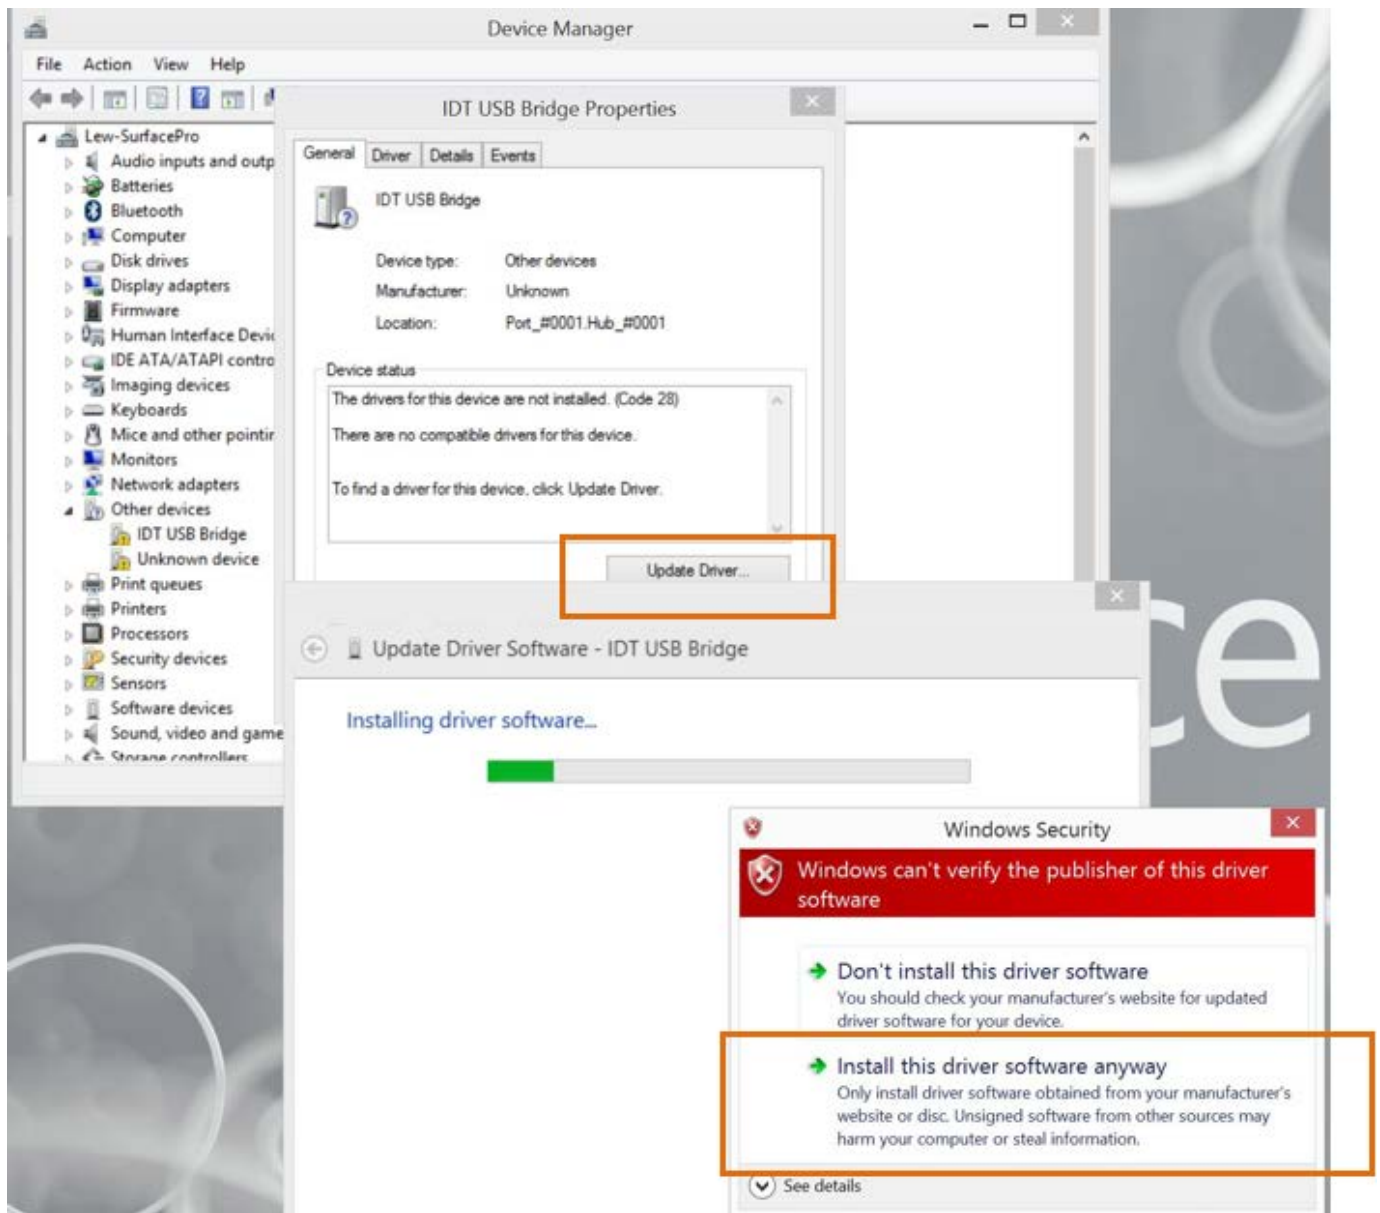 Device Manager
File Action View Help
Lew-SurfacePro
Audio inputs and outp
Batteries
Bluetooth
Computer
Disk drives
Display adapters
Firmware
Human Interface Devic
IDE ATA/ATAPI contro
Imaging devices
Keyboards
Mice and other pointin
Monitors
Network adapters
Other devices
IDT USB Bridge
Unknown device
Print queues
Printers
Processors
Security devices
Sensors
Software devices
Sound, video and game
Storage controllers
IDT USB Bridge Properties
General Driver Details Events
IDT USB Bridge
Device type: Other devices
Manufacturer: Unknown
Location: Port_#0001.Hub_#0001
Device status
The drivers for this device are not installed. (Code 28)
There are no compatible drivers for this device.
To find a driver for this device, click Update Driver.
Update Driver...
Update Driver Software - IDT USB Bridge
Installing driver software...
ce
Windows Security
Windows can't verify the publisher of this driver
software
Don't install this driver software
You should check your manufacturer's website for updated
driver software for your device.
Install this driver software anyway
Only install driver software obtained from your manufacturer's
website or disc. Unsigned software from other sources may
harm your computer or steal information.
See details